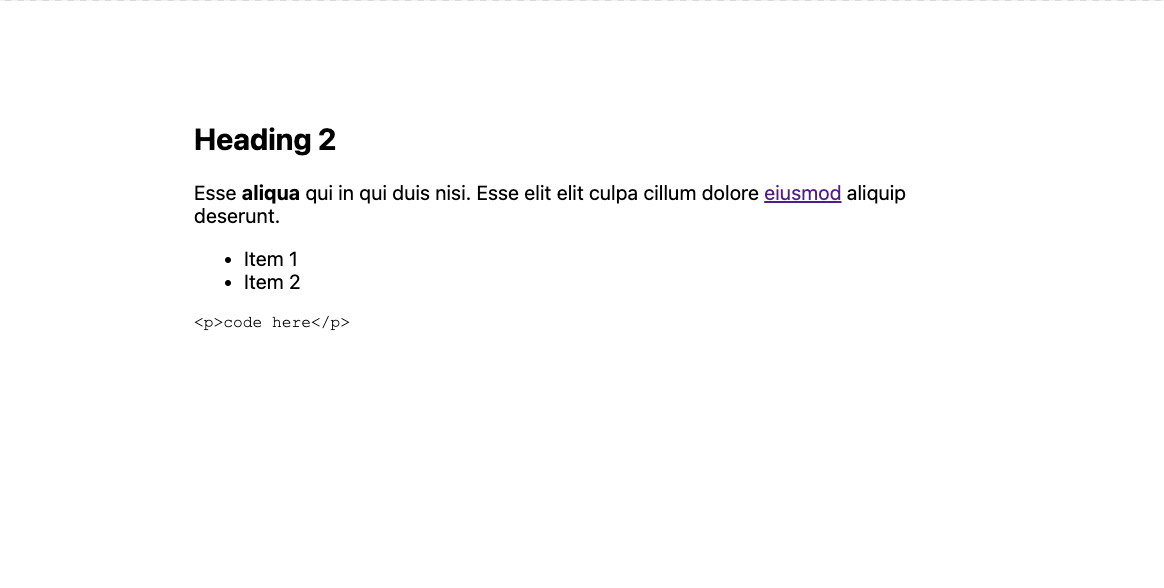 Heading 2
Esse aliqua qui in qui duis nisi. Esse elit elit culpa cillum dolore eiusmod aliquip
deserunt.
• Item 1
• Item 2
<p>code here</p>